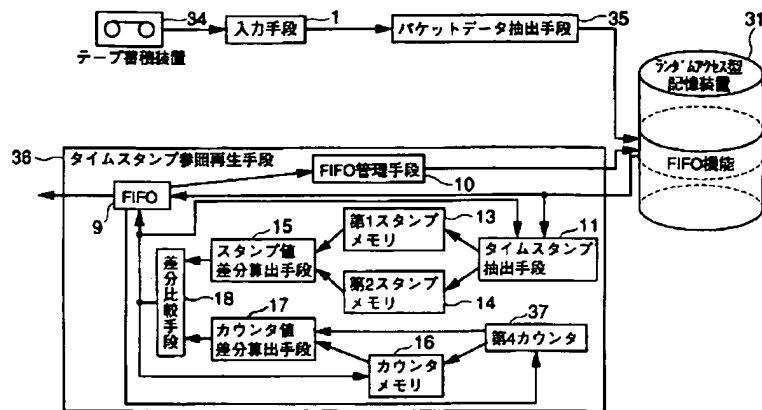 34
1
35
31
入力手段
パケットデータ抽出手段
テープ蓄積装置
ランダムアクセス型
記憶装置
FIFO機能
36
タイムスタンプ参照再生手段
FIFO管理手段
10
FIFO
9
13
第1スタンプ
メモリ
11
タイムスタンプ
抽出手段
15
スタンプ値
差分算出手段
第2スタンプ
メモリ
14
差分比較手段
18
17
カウンタ値
差分算出手段
16
カウンタ
メモリ
37
第4カウンタ